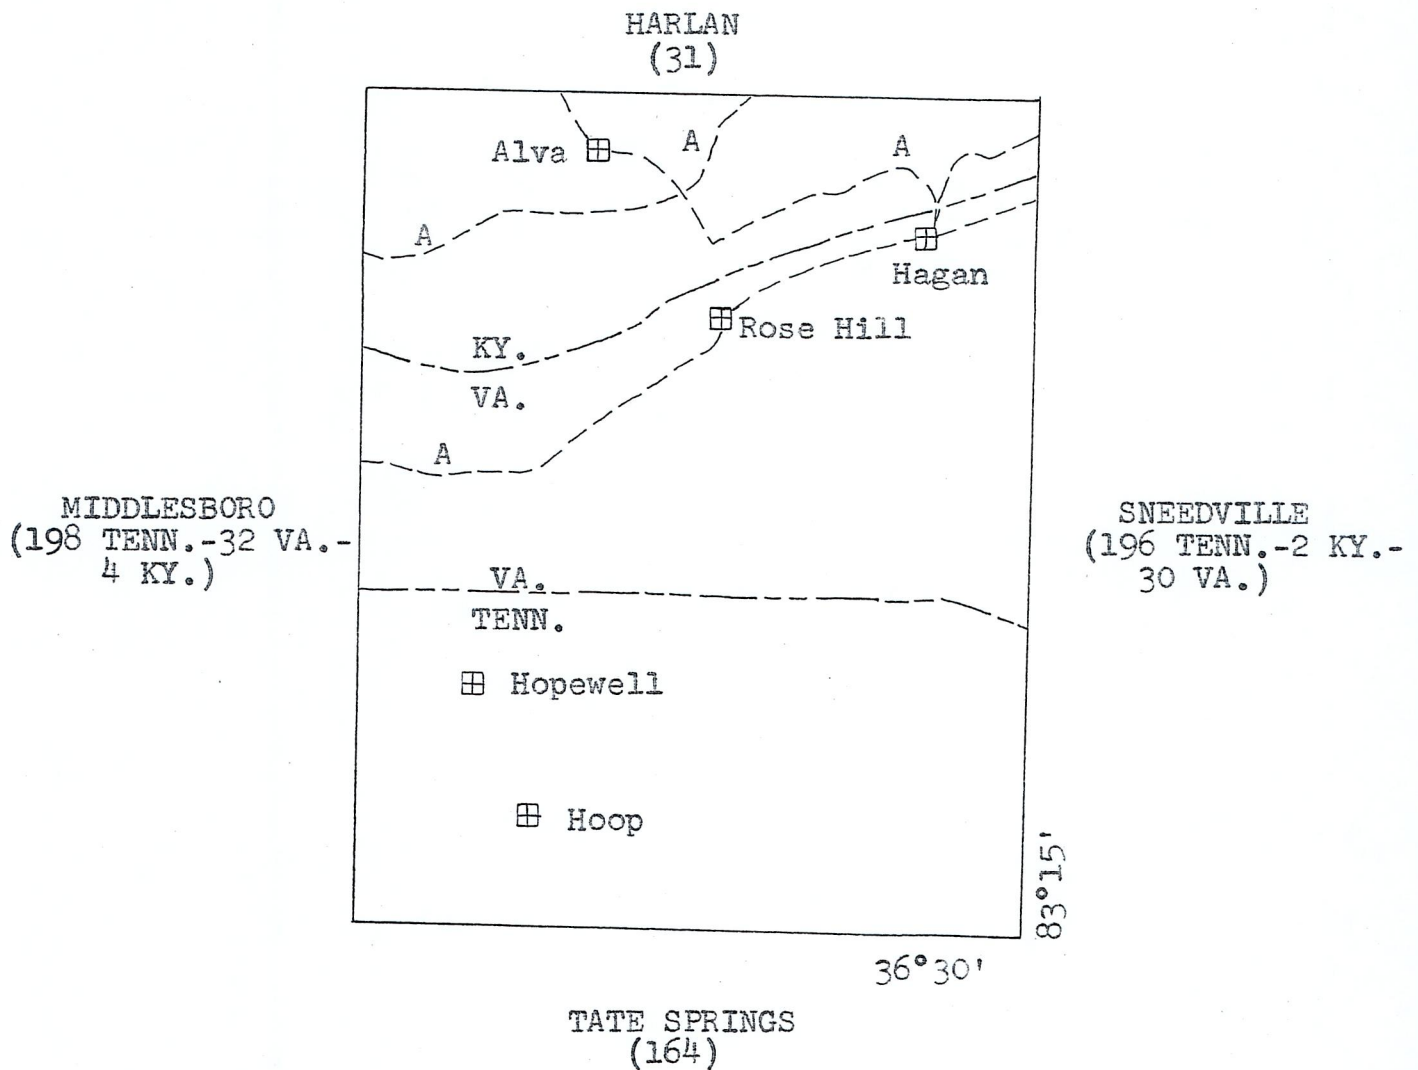 HARLAN
(31)
Alva
A
A
A
Hagan
Rose Hill
KY.
VA.
A
MIDDLESBORO
(198 TENN.-32 VA.-
4 KY.)
SNEEDVILLE
(196 TENN.-2 KY.-
30 VA.)
VA.
TENN.
Hopewell
Hoop
83°15'
36°30'
TATE SPRINGS
(164)